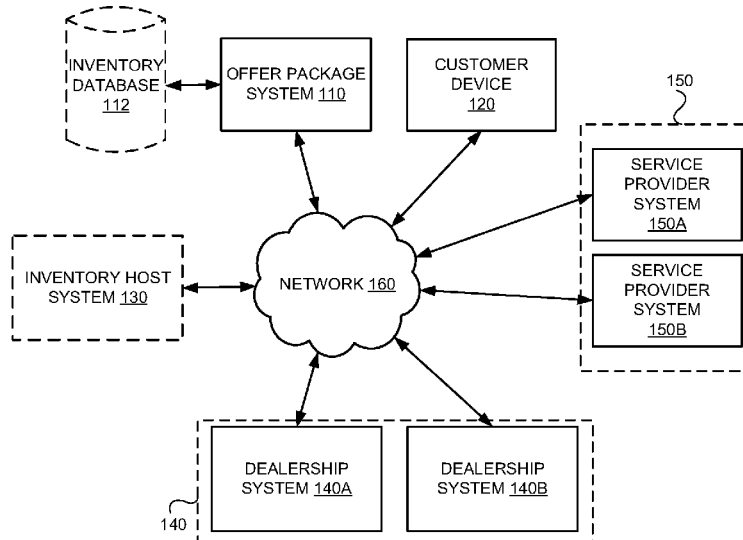 INVENTORY
DATABASE
112
OFFER PACKAGE
SYSTEM 110
CUSTOMER
DEVICE
120
150
SERVICE
PROVIDER
SYSTEM
150A
SERVICE
PROVIDER
SYSTEM
150B
INVENTORY HOST
SYSTEM 130
NETWORK 160
DEALERSHIP
SYSTEM 140A
DEALERSHIP
SYSTEM 140B
140